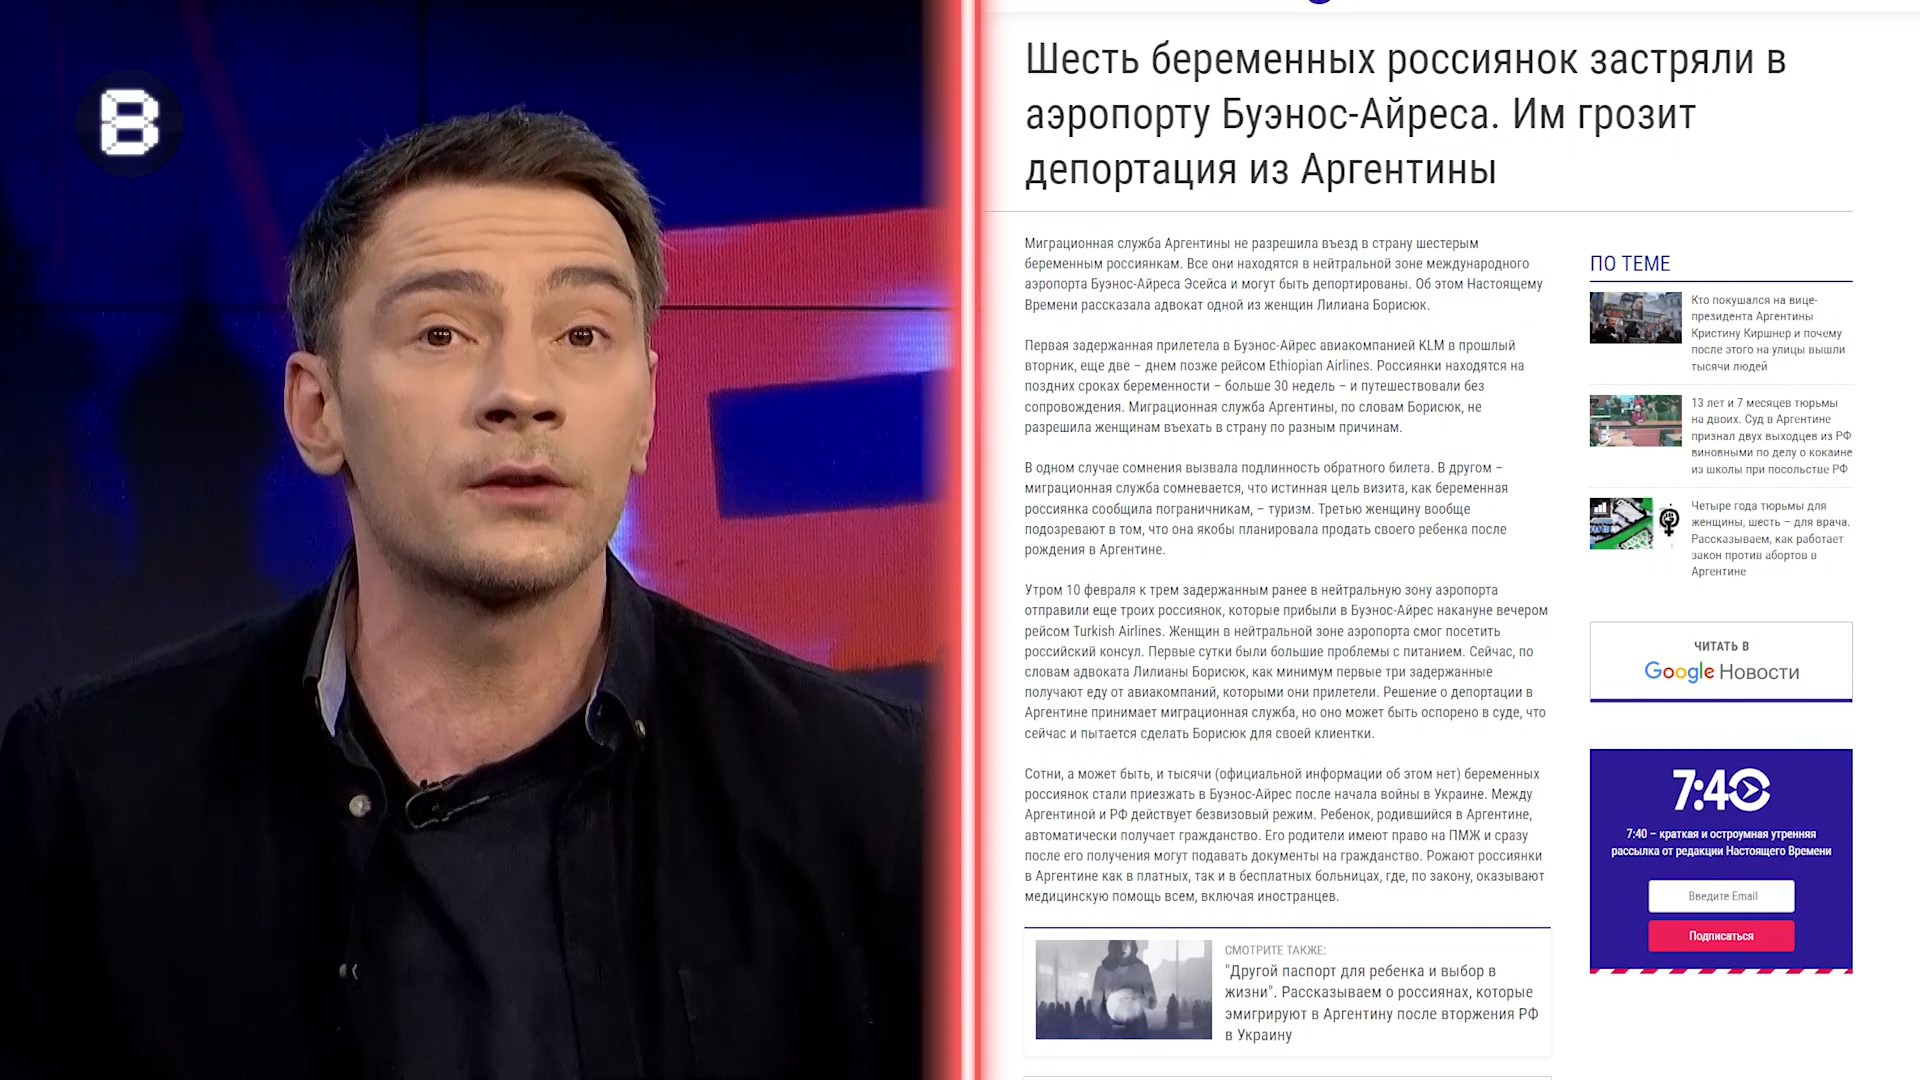 B
Шесть беременных россиянок застряли в
аэропорту Буэнос-Айреса. Им грозит
депортация из Аргентины
Миграционная служба Аргентины не разрешила въезд в страну шестерым
беременным россиянкам. Все они находятся в нейтральной зоне международного
аэропорта Буэнос-Айреса Эсейса и могут быть депортированы. Об этом Настоящему
Времени рассказала адвокат одной из женщин Лилиана Борисюк.
Первая задержанная прилетела в Буэнос-Айрес авиакомпанией KLM в прошлый
вторник, еще две – днем позже рейсом Ethiopian Airlines. Россиянки находятся на
поздних сроках беременности – больше 30 недель – и путешествовали без
сопровождения. Миграционная служба Аргентины, по словам Борисюк, не
разрешила женщинам въехать в страну по разным причинам.
В одном случае сомнения вызвала подлинность обратного билета. В другом –
миграционная служба сомневается, что истинная цель визита, как беременная
россиянка сообщила пограничникам, – туризм. Третью женщину вообще
подозревают в том, что она якобы планировала продать своего ребенка после
рождения в Аргентине.
Утром 10 февраля к трем задержанным ранее в нейтральную зону аэропорта
отправили еще троих россиянок, которые прибыли в Буэнос-Айрес накануне вечером
рейсом Turkish Airlines. Женщин в нейтральной зоне аэропорта смог посетить
российский консул. Первые сутки были большие проблемы с питанием. Сейчас, по
словам адвоката Лилианы Борисюк, как минимум первые три задержанные
получают еду от авиакомпаний, которыми они прилетели. Решение о депортации в
Аргентине принимает миграционная служба, но оно может быть оспорено в суде, что
сейчас и пытается сделать Борисюк для своей клиентки.
Сотни, а может быть, и тысячи (официальной информации об этом нет) беременных
россиянок стали приезжать в Буэнос-Айрес после начала войны в Украине. Между
Аргентиной и РФ действует безвизовый режим. Ребенок, родившийся в Аргентине,
автоматически получает гражданство. Его родители имеют право на ПМЖ и сразу
после его получения могут подавать документы на гражданство. Рожают россиянки
в Аргентине как в платных, так и в бесплатных больницах, где, по закону, оказывают
медицинскую помощь всем, включая иностранцев.
СМОТРИТЕ ТАКЖЕ:
"Другой паспорт для ребенка и выбор в
жизни". Рассказываем о россиянах, которые
эмигрируют в Аргентину после вторжения РФ
в Украину
ПО ТЕМЕ
Кто покушался на вице-
президента Аргентины
Кристину Киршнер и почему
после этого на улицы вышли
тысячи людей
13 лет и 7 месяцев тюрьмы
на двоих. Суд в Аргентине
признал двух выходцев из РФ
виновными по делу о кокаине
из школы при посольстве РФ
Четыре года тюрьмы для
женщины, шесть – для врача.
Рассказываем, как работает
закон против абортов в
Аргентине
ЧИТАТЬ В
Google Новости
7:40
7:40 – краткая и остроумная утренняя
рассылка от редакции Настоящего Времени
Введите Email
Подписаться